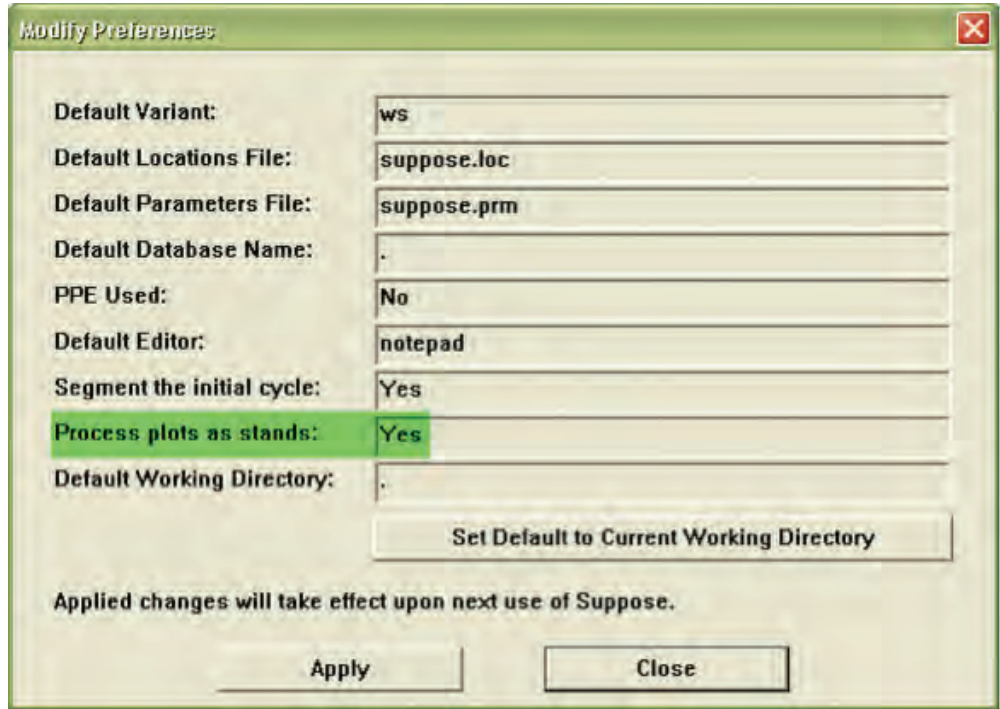 Modify Preferences
Default Variant: ws
Default Locations File: suppose.loc
Default Parameters File: suppose.prm
Default Database Name: .
PPE Used: No
Default Editor: notepad
Segment the initial cycle: Yes
Process plots as stands: Yes
Default Working Directory: .
Set Default to Current Working Directory
Applied changes will take effect upon next use of Suppose.
Apply Close